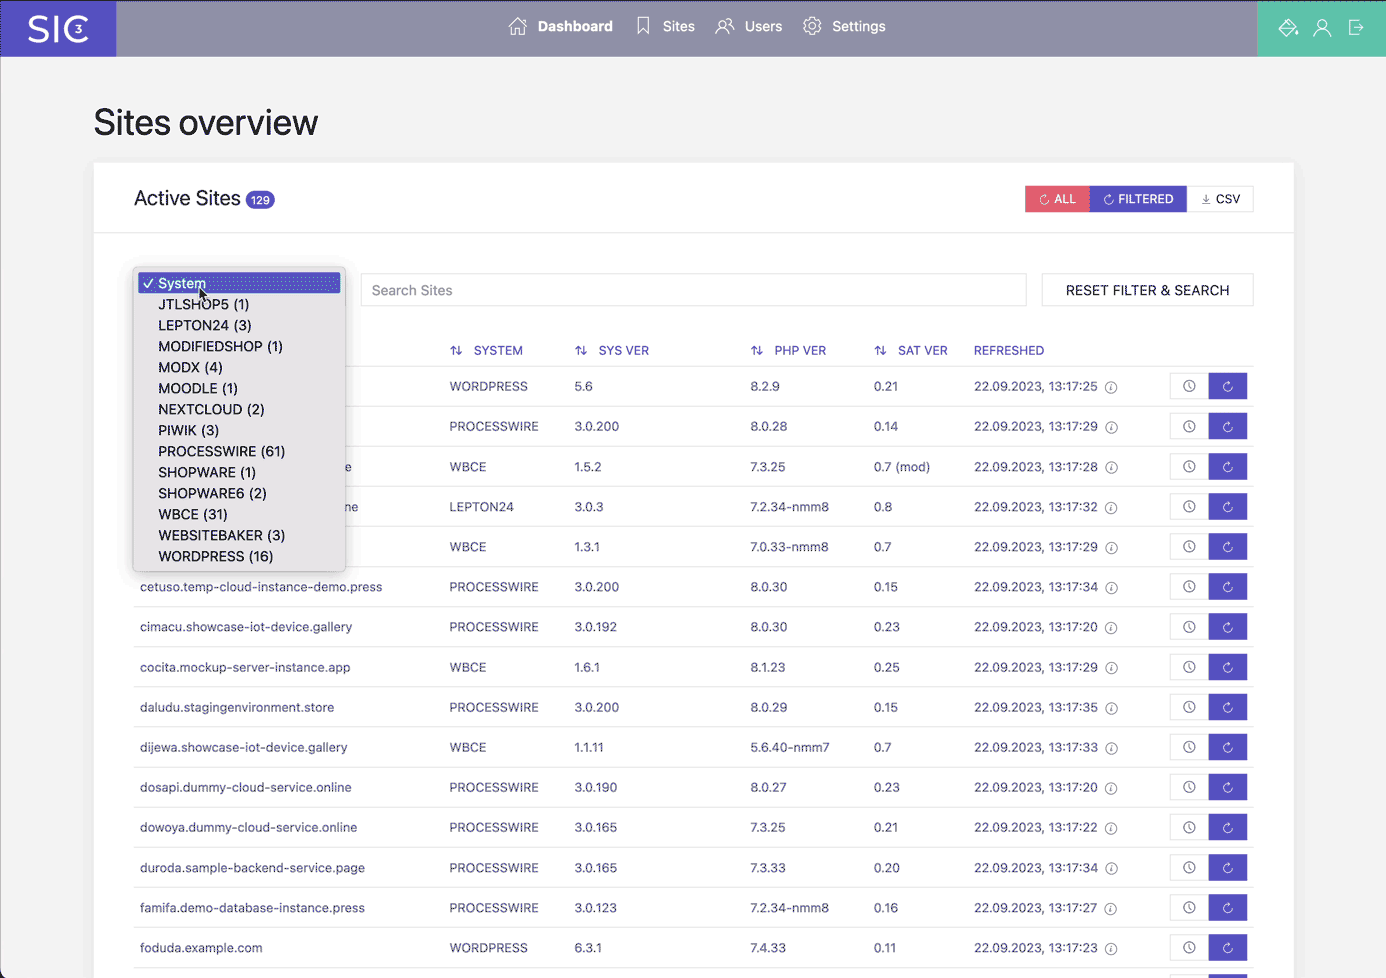 SIC 3
Dashboard Sites Users Settings
Sites overview
Active Sites 129
ALL FILTERED CSV
✓ System
JTLSHOP5 (1)
LEPTON24 (3)
MODIFIEDSHOP (1)
MODX (4)
MOODLE (1)
NEXTCLOUD (2)
PIWIK (3)
PROCESSWIRE (61)
SHOPWARE (1)
SHOPWARE6 (2)
WBCE (31)
WEBSITEBAKER (3)
WORDPRESS (16)
Search Sites
RESET FILTER & SEARCH
SYSTEM SYS VER PHP VER SAT VER REFRESHED
WORDPRESS 5.6 8.2.9 0.21 22.09.2023, 13:17:25
PROCESSWIRE 3.0.200 8.0.28 0.14 22.09.2023, 13:17:29
e WBCE 1.5.2 7.3.25 0.7 (mod) 22.09.2023, 13:17:28
ne LEPTON24 3.0.3 7.2.34-nmm8 0.8 22.09.2023, 13:17:32
WBCE 1.3.1 7.0.33-nmm8 0.7 22.09.2023, 13:17:29
cetuso.temp-cloud-instance-demo.press PROCESSWIRE 3.0.200 8.0.30 0.15 22.09.2023, 13:17:34
cimacu.showcase-iot-device.gallery PROCESSWIRE 3.0.192 8.0.30 0.23 22.09.2023, 13:17:20
cocita.mockup-server-instance.app WBCE 1.6.1 8.1.23 0.25 22.09.2023, 13:17:29
daludu.stagingenvironment.store PROCESSWIRE 3.0.200 8.0.29 0.15 22.09.2023, 13:17:35
dijewa.showcase-iot-device.gallery WBCE 1.1.11 5.6.40-nmm7 0.7 22.09.2023, 13:17:33
dosapi.dummy-cloud-service.online PROCESSWIRE 3.0.190 8.0.27 0.23 22.09.2023, 13:17:20
dowoya.dummy-cloud-service.online PROCESSWIRE 3.0.165 7.3.25 0.21 22.09.2023, 13:17:22
duroda.sample-backend-service.page PROCESSWIRE 3.0.165 7.3.33 0.20 22.09.2023, 13:17:34
famifa.demo-database-instance.press PROCESSWIRE 3.0.123 7.2.34-nmm8 0.16 22.09.2023, 13:17:27
foduda.example.com WORDPRESS 6.3.1 7.4.33 0.11 22.09.2023, 13:17:23